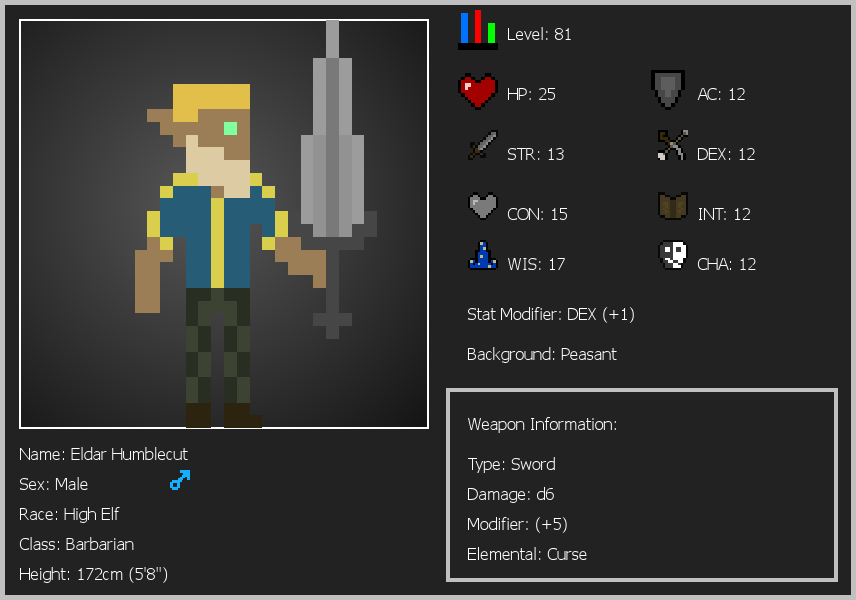 Level: 81
HP: 25
AC: 12
STR: 13
DEX: 12
CON: 15
INT: 12
WIS: 17
CHA: 12
Stat Modifier: DEX (+1)
Background: Peasant
Weapon Information:
Type: Sword
Damage: d6
Modifier: (+5)
Elemental: Curse
Name: Eldar Humblecut
Sex: Male
Race: High Elf
Class: Barbarian
Height: 172cm (5'8")